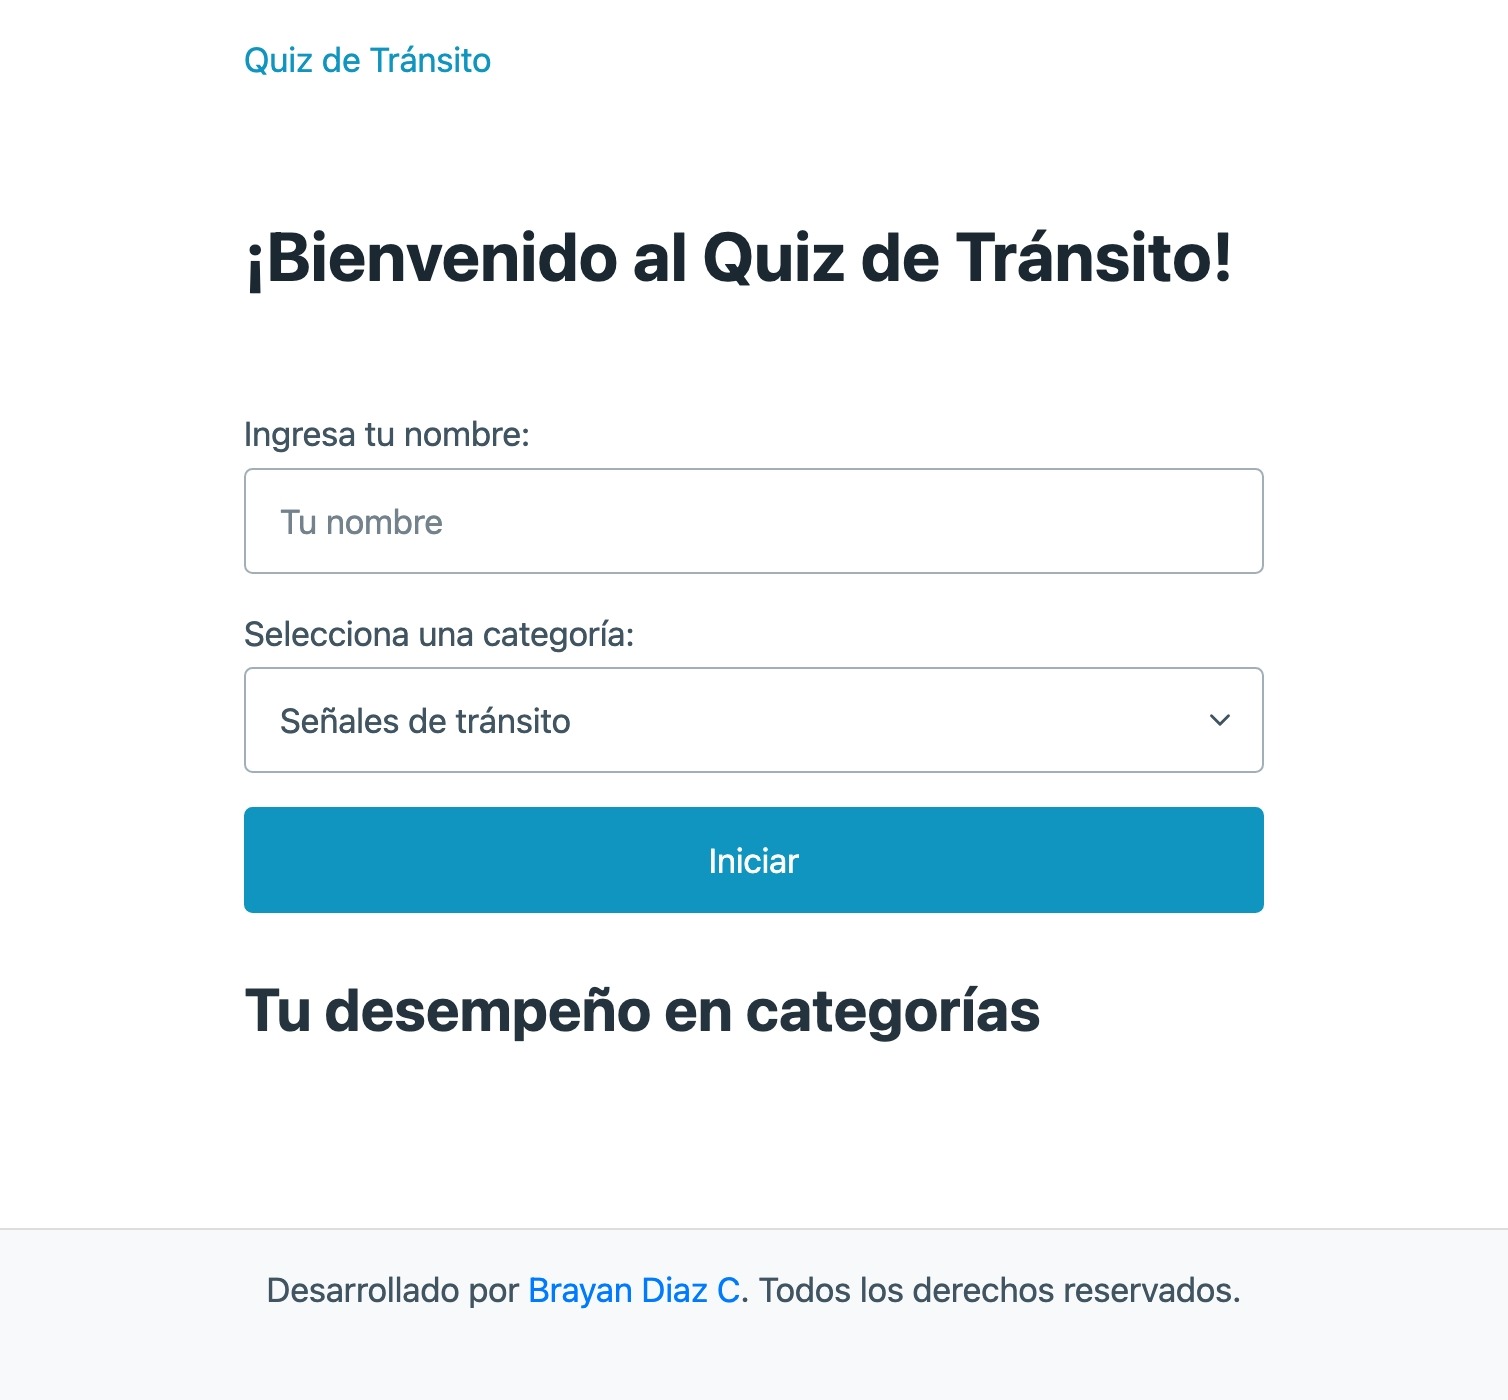 Quiz de Tránsito
¡Bienvenido al Quiz de Tránsito!
Ingresa tu nombre:
Tu nombre
Selecciona una categoría:
Señales de tránsito
Iniciar
Tu desempeño en categorías
Desarrollado por Brayan Diaz C. Todos los derechos reservados.